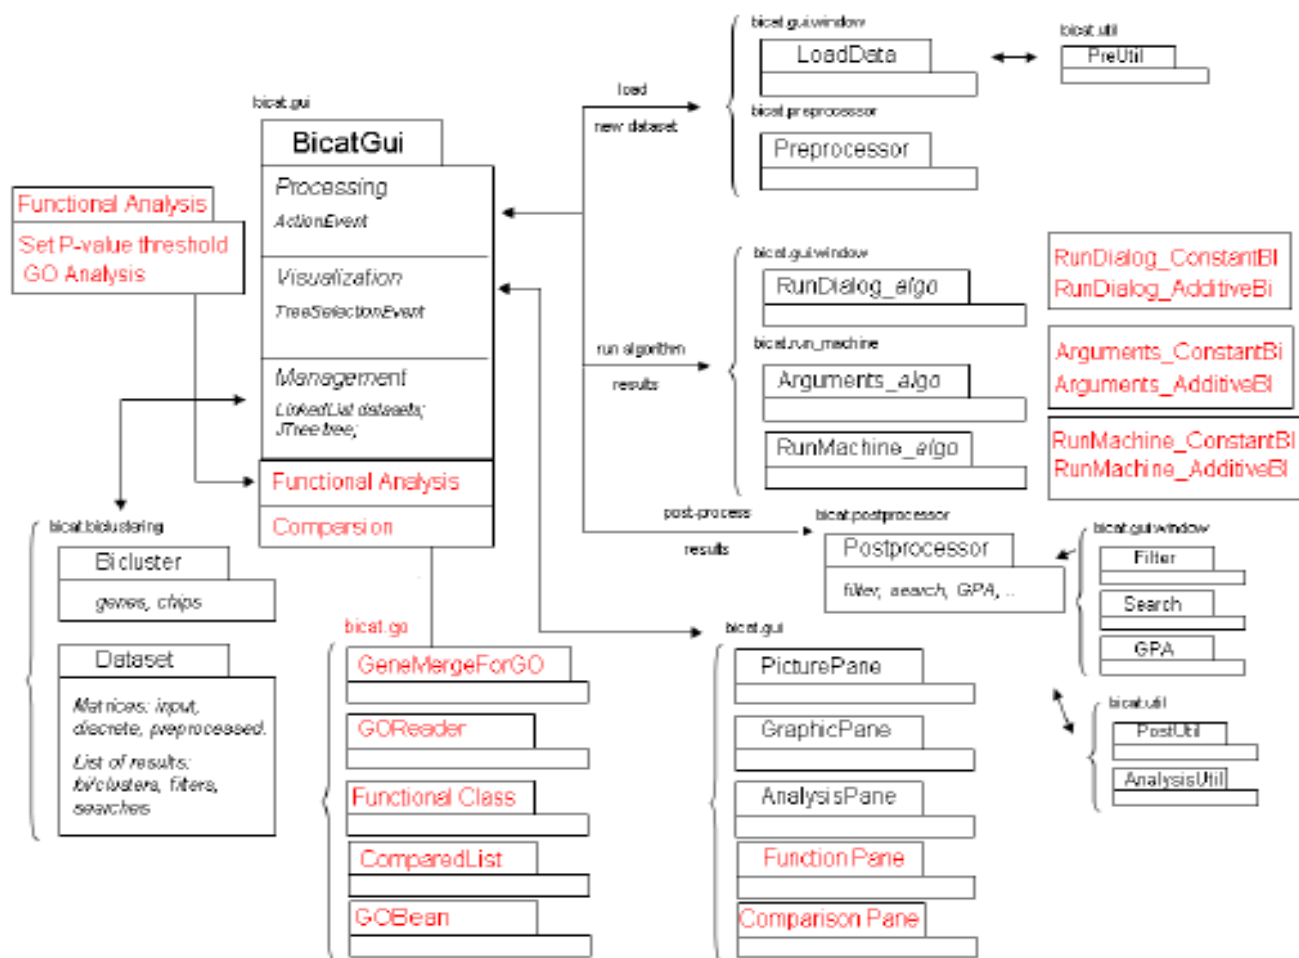 bicat.gui
BicatGui
Processing
ActionEvent
Visualization
TreeSelectionEvent
Management
LinkedList datasets;
JTree tree;
Functional Analysis
Comparsion
Functional Analysis
Set P-value threshold
GO Analysis
bicat.biclustering
Bicluster
genes, chips
Dataset
Matrices: input,
discrete, preprocessed.
List of results:
bi/clusters, filters,
searches
bicat.go
GeneMergeForGO
GOReader
Functional Class
ComparedList
GOBean
load
new dataset
bicat.gui.window
LoadData
bicat.util
PreUtil
bicat.preprocessor
Preprocessor
run algorithm
results
bicat.gui.window
RunDialog_algo
bicat.run_machine
Arguments_algo
RunMachine_algo
RunDialog_ConstantBI
RunDialog_AdditiveBi
Arguments_ConstantBi
Arguments_AdditiveBI
RunMachine_ConstantBI
RunMachine_AdditiveBI
post-process
results
bicat.postprocessor
Postprocessor
filter, search, GPA, ..
bicat.gui.window
Filter
Search
GPA
bicat.util
PostUtil
AnalysisUtil
bicat.gui
PicturePane
GraphicPane
AnalysisPane
Function Pane
Comparison Pane